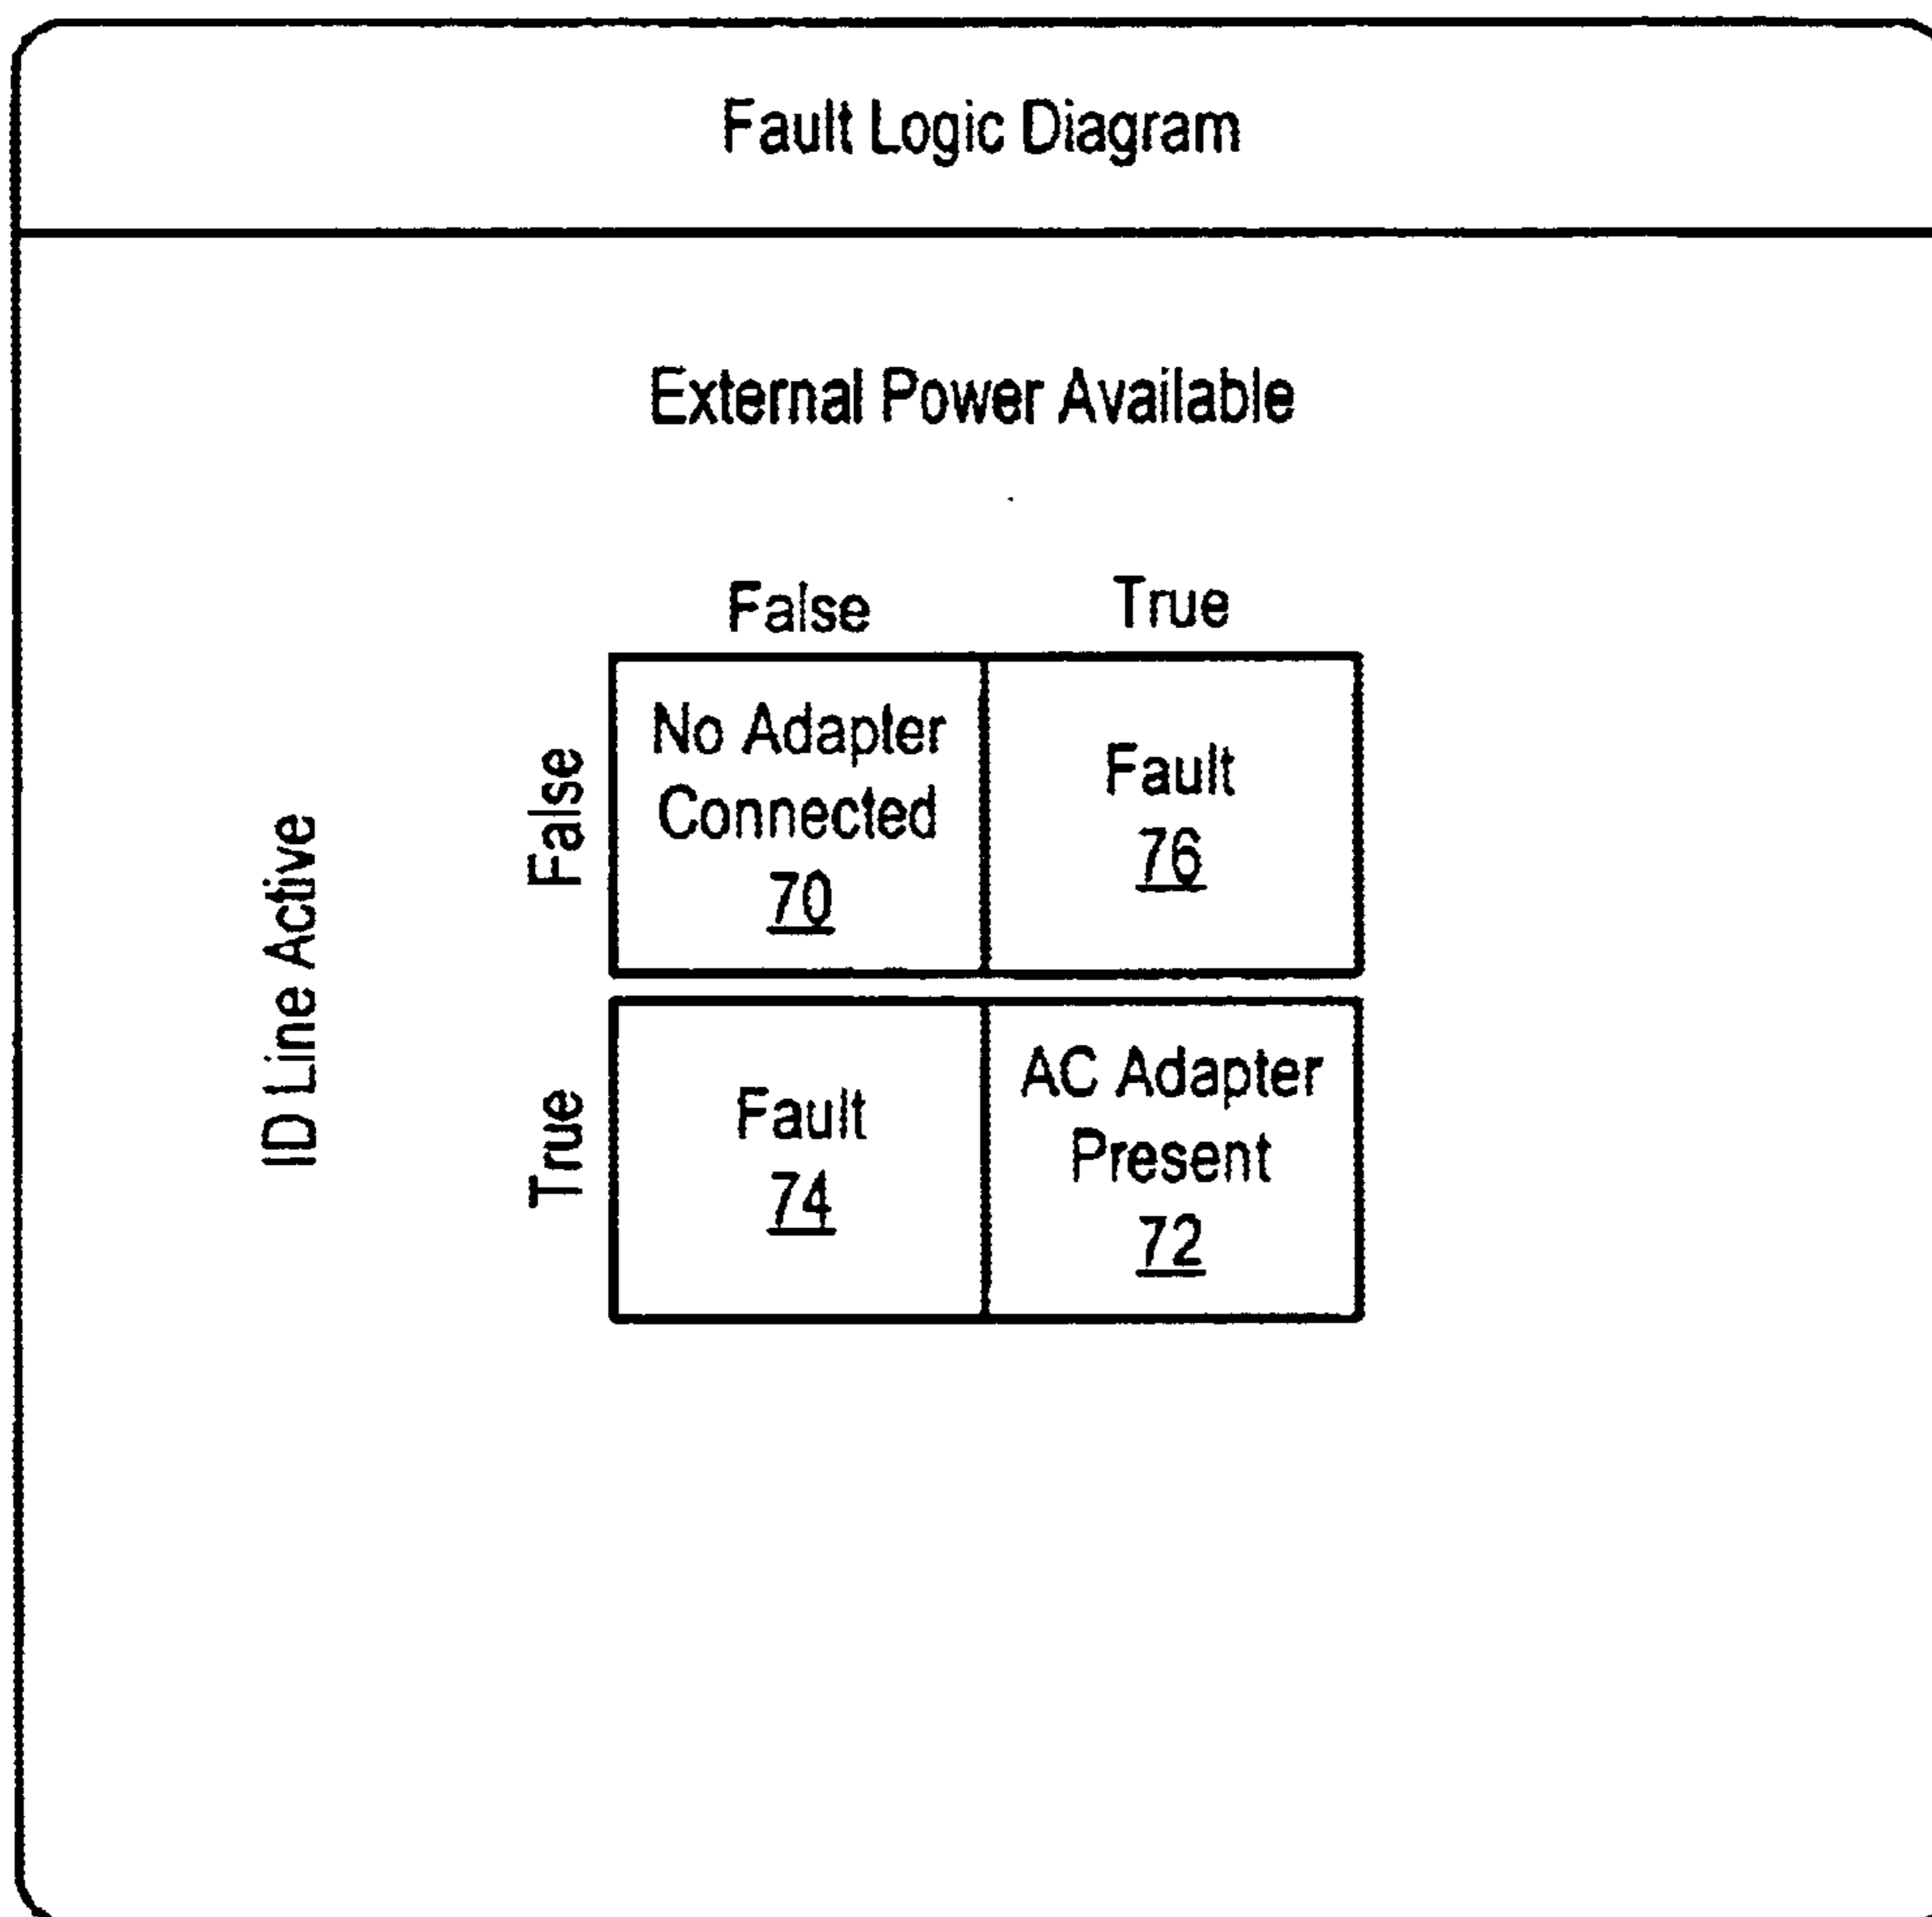 Fault Logic Diagram
External Power Available
False True
ID Line Active
False
No Adapter
Connected
70
Fault
76
True
Fault
74
AC Adapter
Present
72